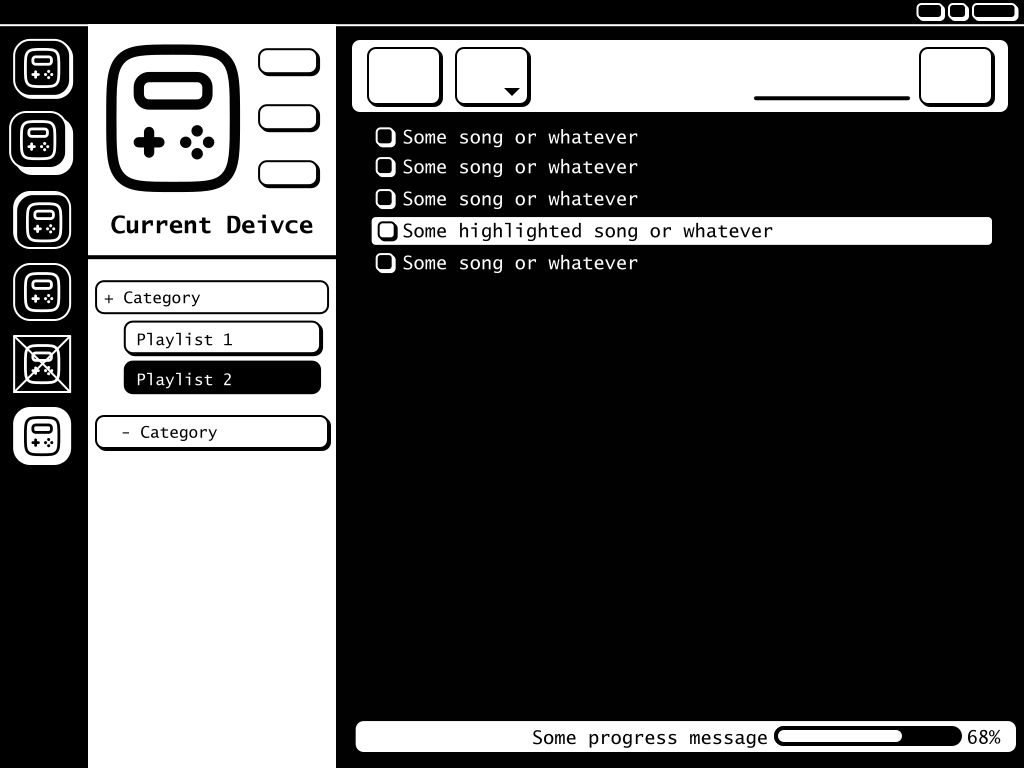 Current Deivce
+ Category
Playlist 1
Playlist 2
- Category
Some song or whatever
Some song or whatever
Some song or whatever
Some highlighted song or whatever
Some song or whatever
Some progress message 68%